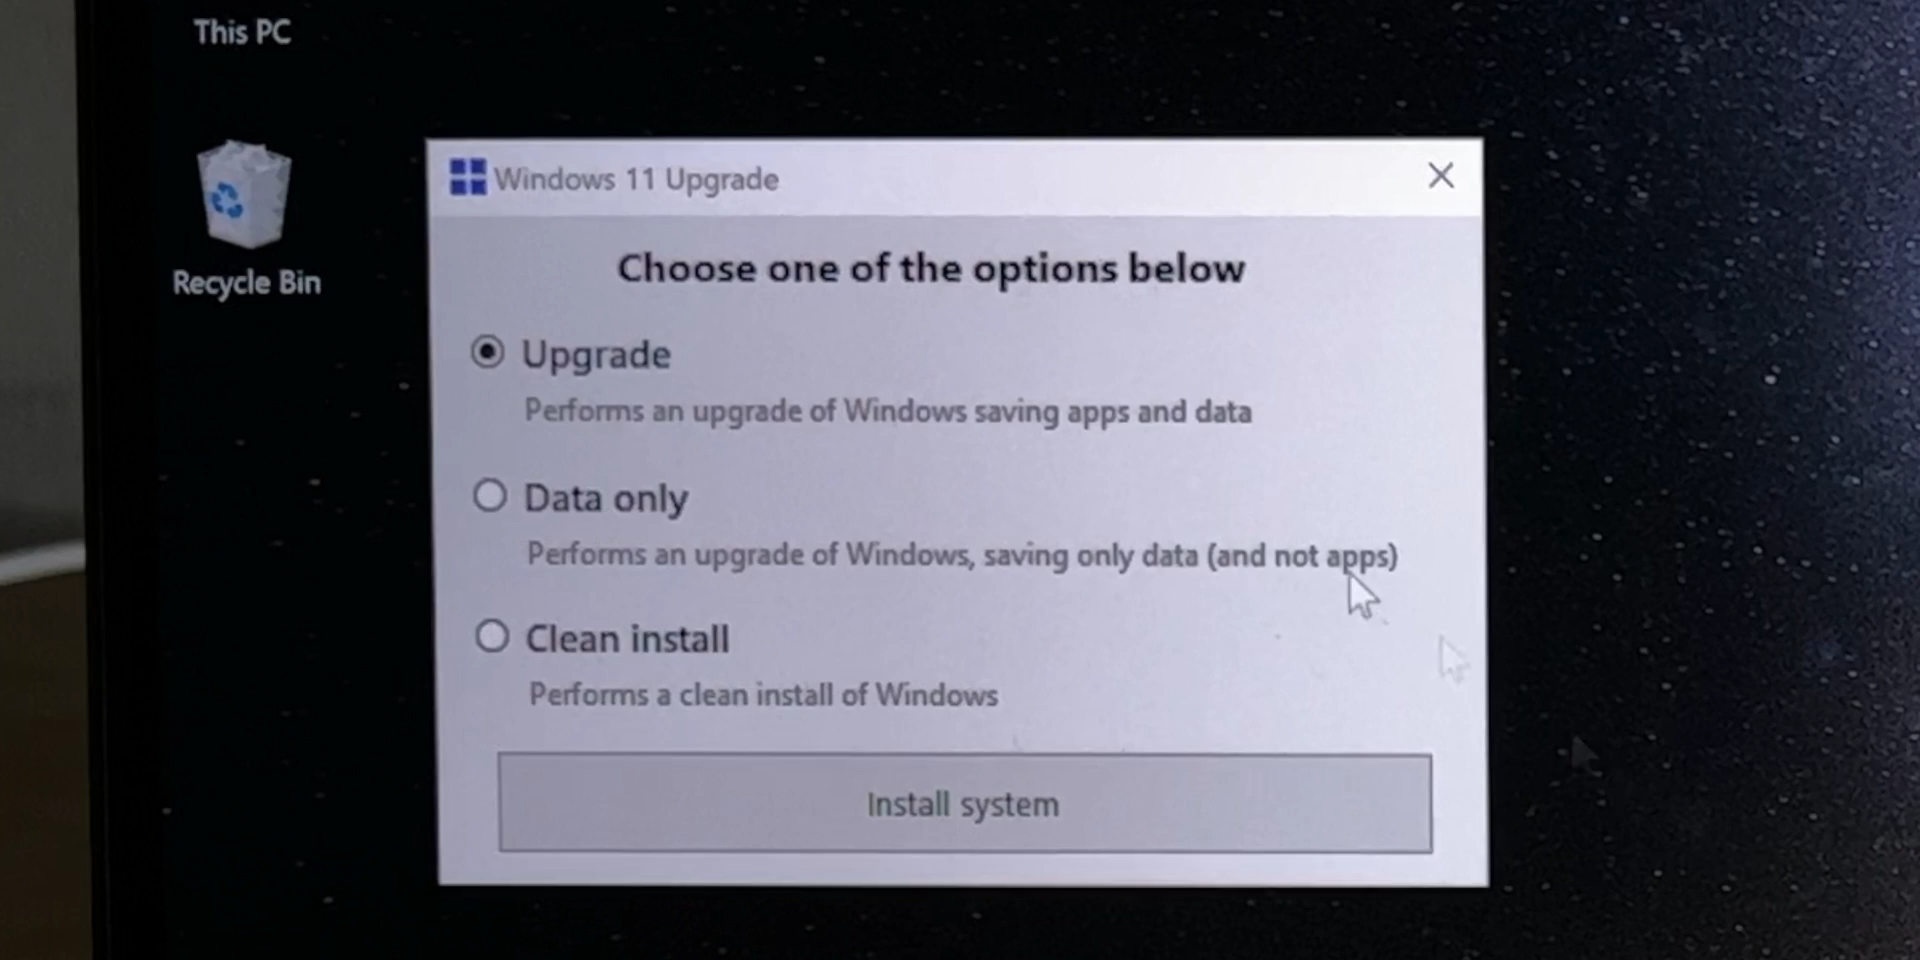 This PC
Recycle Bin
Windows 11 Upgrade
Choose one of the options below
Upgrade
Performs an upgrade of Windows saving apps and data
Data only
Performs an upgrade of Windows, saving only data (and not apps)
Clean install
Performs a clean install of Windows
Install system